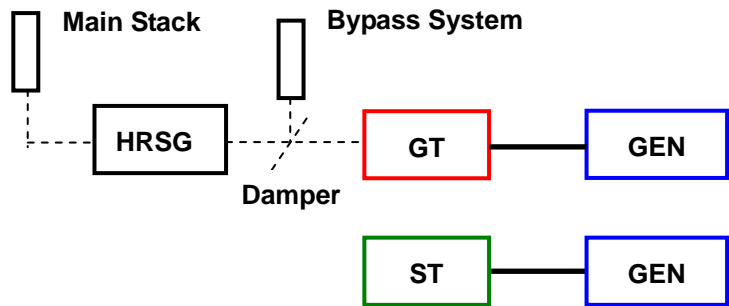 Main Stack
Bypass System
HRSG
GT
GEN
Damper
ST
GEN